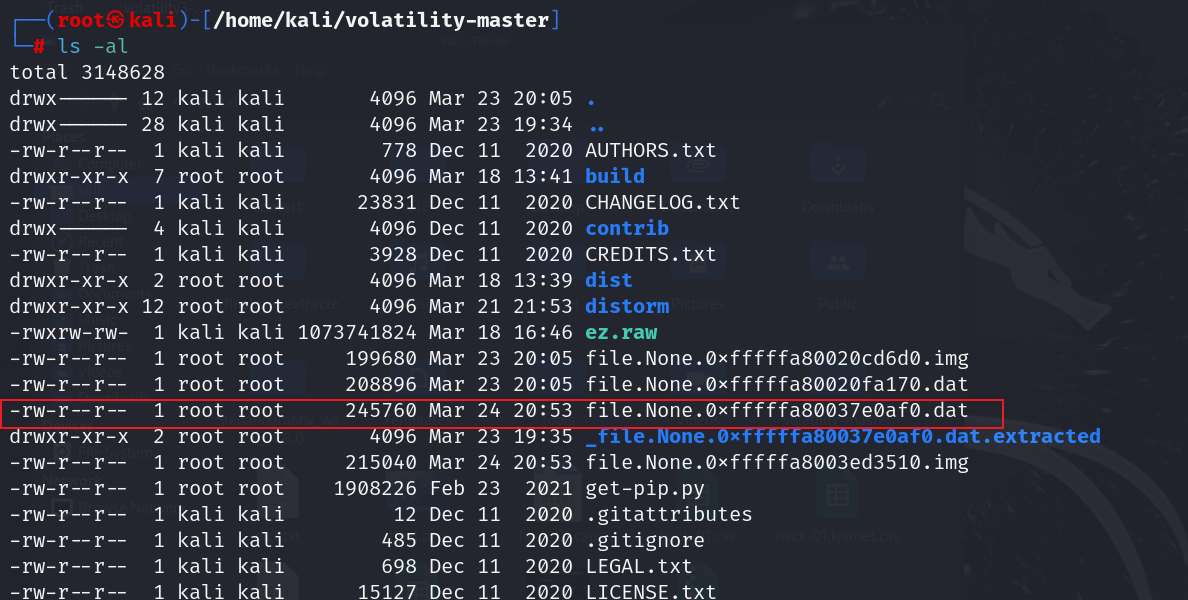 ┌──(root㉿kali)-[/home/kali/volatility-master]
└─# ls -al
total 3148628
drwx------ 12 kali kali       4096 Mar 23 20:05 .
drwx------ 28 kali kali       4096 Mar 23 19:34 ..
-rw-r--r--  1 kali kali        778 Dec 11  2020 AUTHORS.txt
drwxr-xr-x  7 root root       4096 Mar 18 13:41 build
-rw-r--r--  1 kali kali      23831 Dec 11  2020 CHANGELOG.txt
drwx------  4 kali kali       4096 Dec 11  2020 contrib
-rw-r--r--  1 kali kali       3928 Dec 11  2020 CREDITS.txt
drwxr-xr-x  2 root root       4096 Mar 18 13:39 dist
drwxr-xr-x 12 root root       4096 Mar 21 21:53 distorm
-rwxrw-rw-  1 kali kali 1073741824 Mar 18 16:46 ez.raw
-rw-r--r--  1 root root     199680 Mar 23 20:05 file.None.0xfffffa80020cd6d0.img
-rw-r--r--  1 root root     208896 Mar 23 20:05 file.None.0xfffffa80020fa170.dat
-rw-r--r--  1 root root     245760 Mar 24 20:53 file.None.0xfffffa80037e0af0.dat
drwxr-xr-x  2 root root       4096 Mar 23 19:35 _file.None.0xfffffa80037e0af0.dat.extracted
-rw-r--r--  1 root root     215040 Mar 24 20:53 file.None.0xfffffa8003ed3510.img
-rw-r--r--  1 root root    1908226 Feb 23  2021 get-pip.py
-rw-r--r--  1 kali kali         12 Dec 11  2020 .gitattributes
-rw-r--r--  1 kali kali        485 Dec 11  2020 .gitignore
-rw-r--r--  1 kali kali        698 Dec 11  2020 LEGAL.txt
-rw-r--r--  1 kali kali      15127 Dec 11  2020 LICENSE.txt